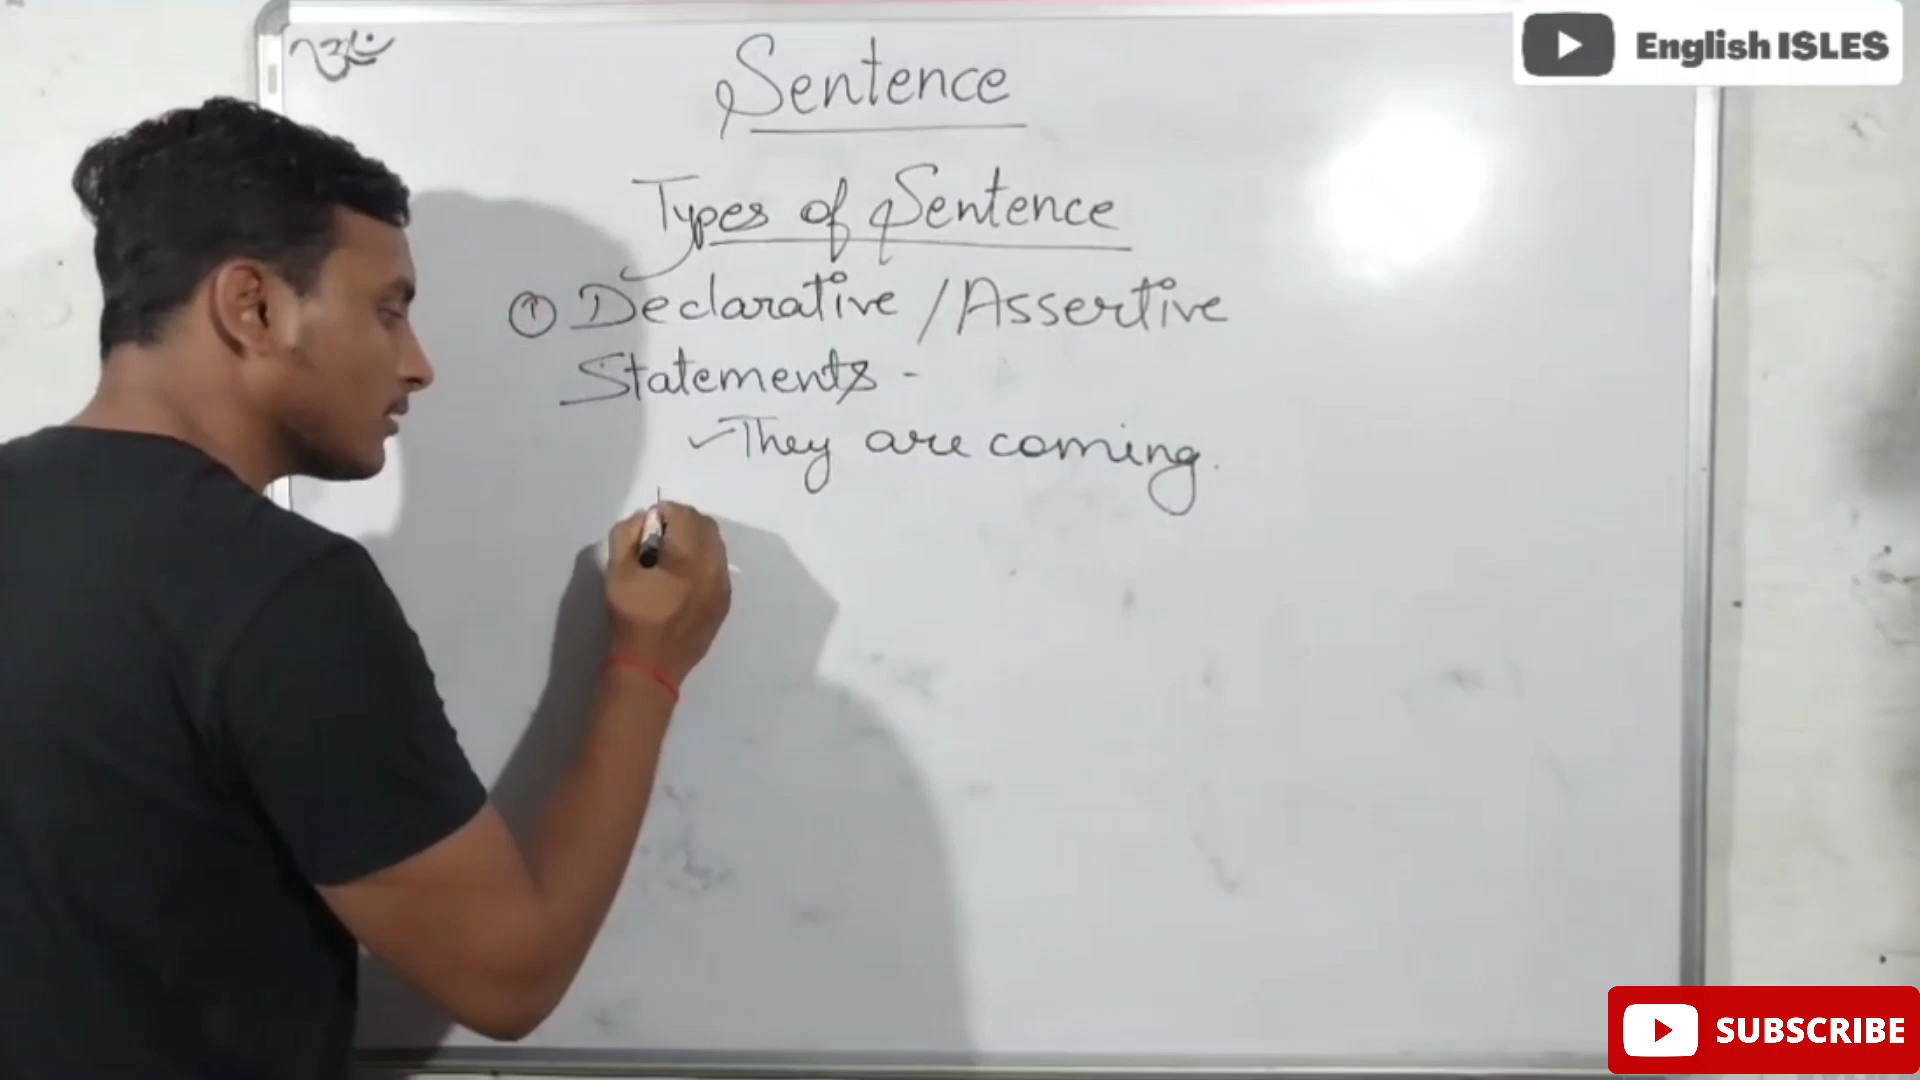 English ISLES
Sentence
Types of Sentence
① Declarative / Assertive
Statements -
They are coming.
SUBSCRIBE